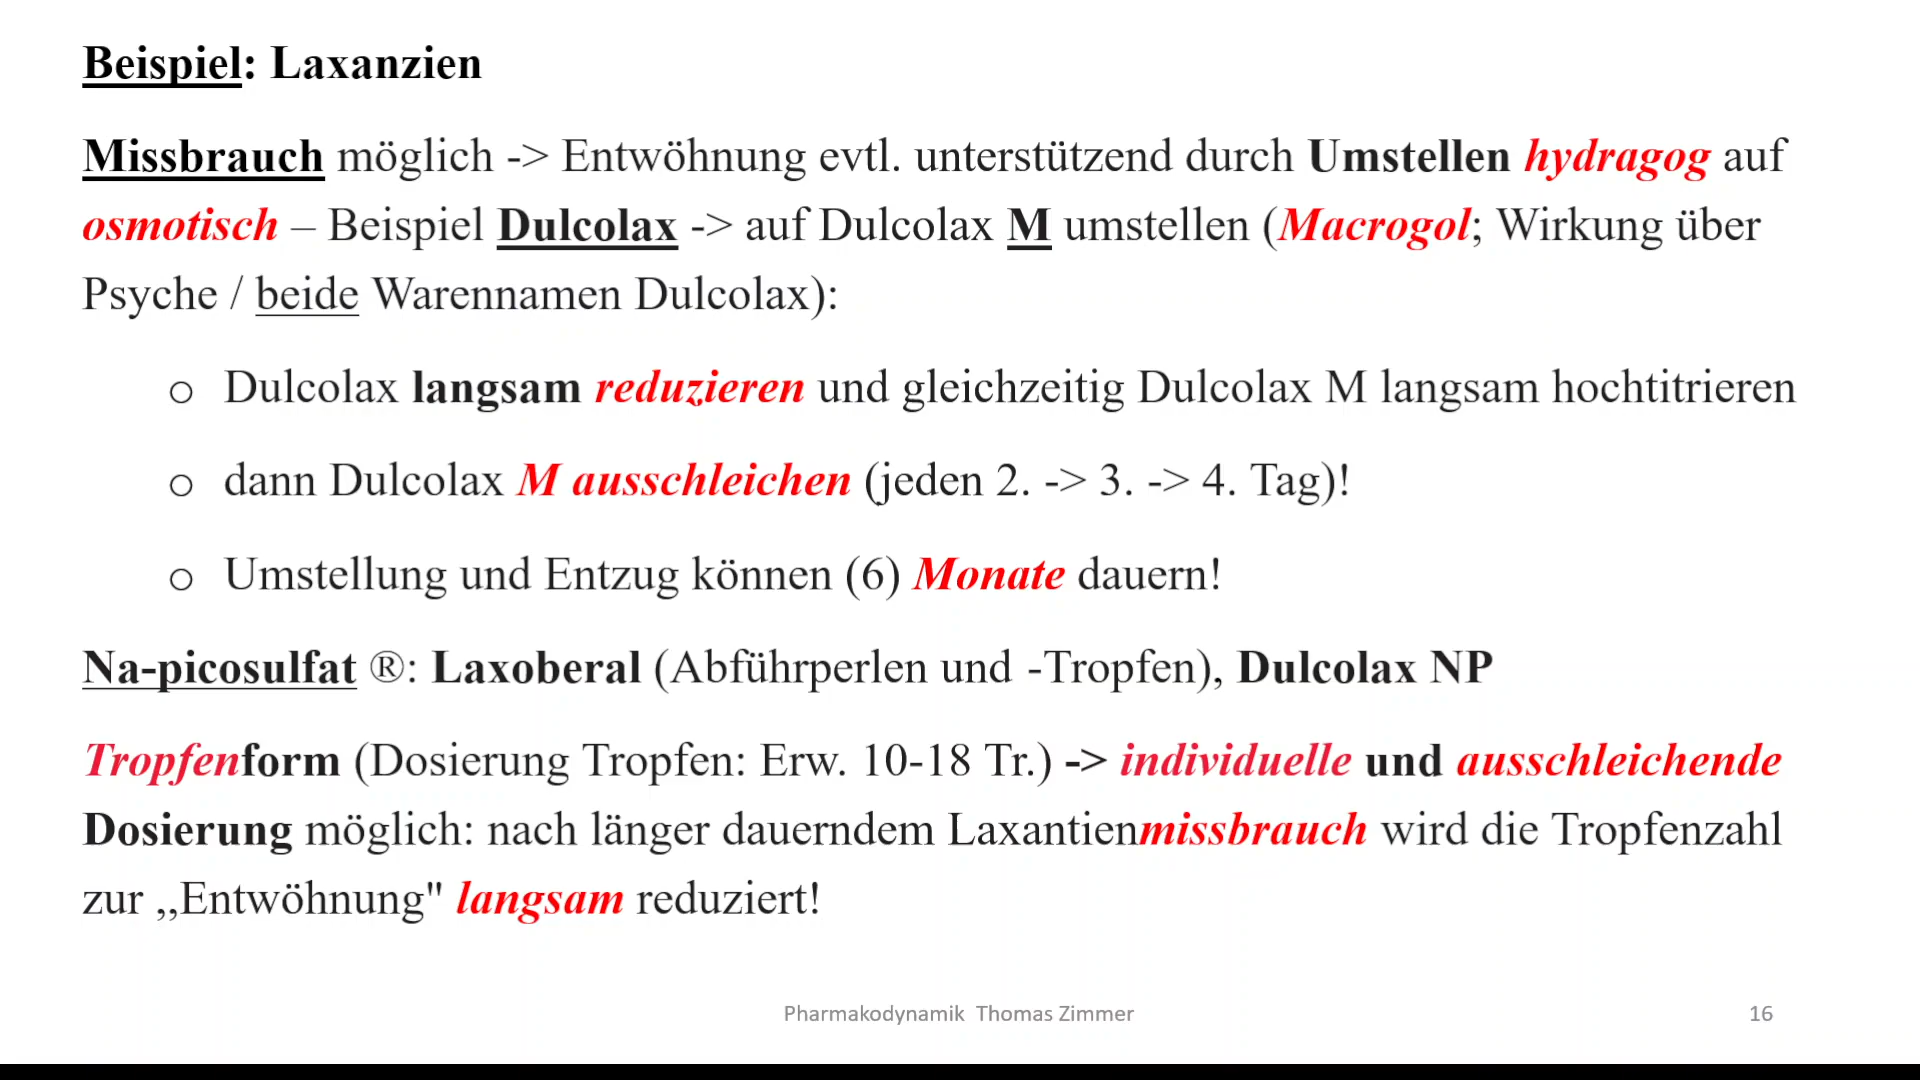 Beispiel: Laxanzien
Missbrauch möglich -> Entwöhnung evtl. unterstützend durch Umstellen hydragog auf
osmotisch – Beispiel Dulcolax -> auf Dulcolax M umstellen (Macrogol; Wirkung über
Psyche / beide Warennamen Dulcolax):
o Dulcolax langsam reduzieren und gleichzeitig Dulcolax M langsam hochtitrieren
o dann Dulcolax M ausschleichen (jeden 2. -> 3. -> 4. Tag)!
o Umstellung und Entzug können (6) Monate dauern!
Na-picosulfat ®: Laxoberal (Abführperlen und -Tropfen), Dulcolax NP
Tropfenform (Dosierung Tropfen: Erw. 10-18 Tr.) -> individuelle und ausschleichende
Dosierung möglich: nach länger dauerndem Laxantienmissbrauch wird die Tropfenzahl
zur ,,Entwöhnung" langsam reduziert!
Pharmakodynamik Thomas Zimmer
16